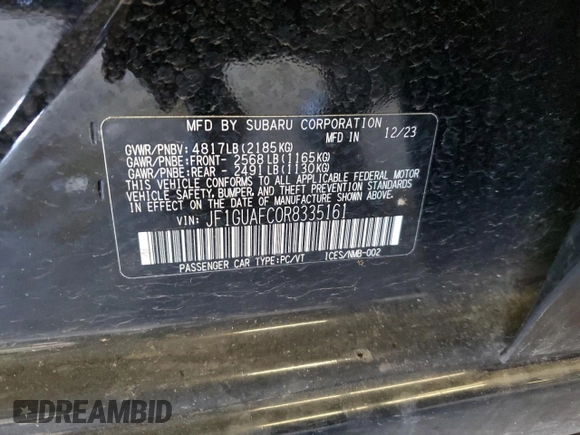 MFD BY SUBARU CORPORATION
MFD IN 12/23
GVWR/PNBV: 4817LB(2185KG)
GAWR/PNBE:FRONT- 2568LB(1165KG)
GAWR/PNBE:REAR - 2491LB(1130KG)
THIS VEHICLE CONFORMS TO ALL APPLICABLE FEDERAL MOTOR
VEHICLE SAFETY, BUMPER, AND THEFT PREVENTION STANDARDS
IN EFFECT ON THE DATE OF MANUFACTURE SHOWN ABOVE.
VIN: JF1GUAFC0R8335161
PASSENGER CAR TYPE:PC/VT ICES/NMB-002
DREAMBID